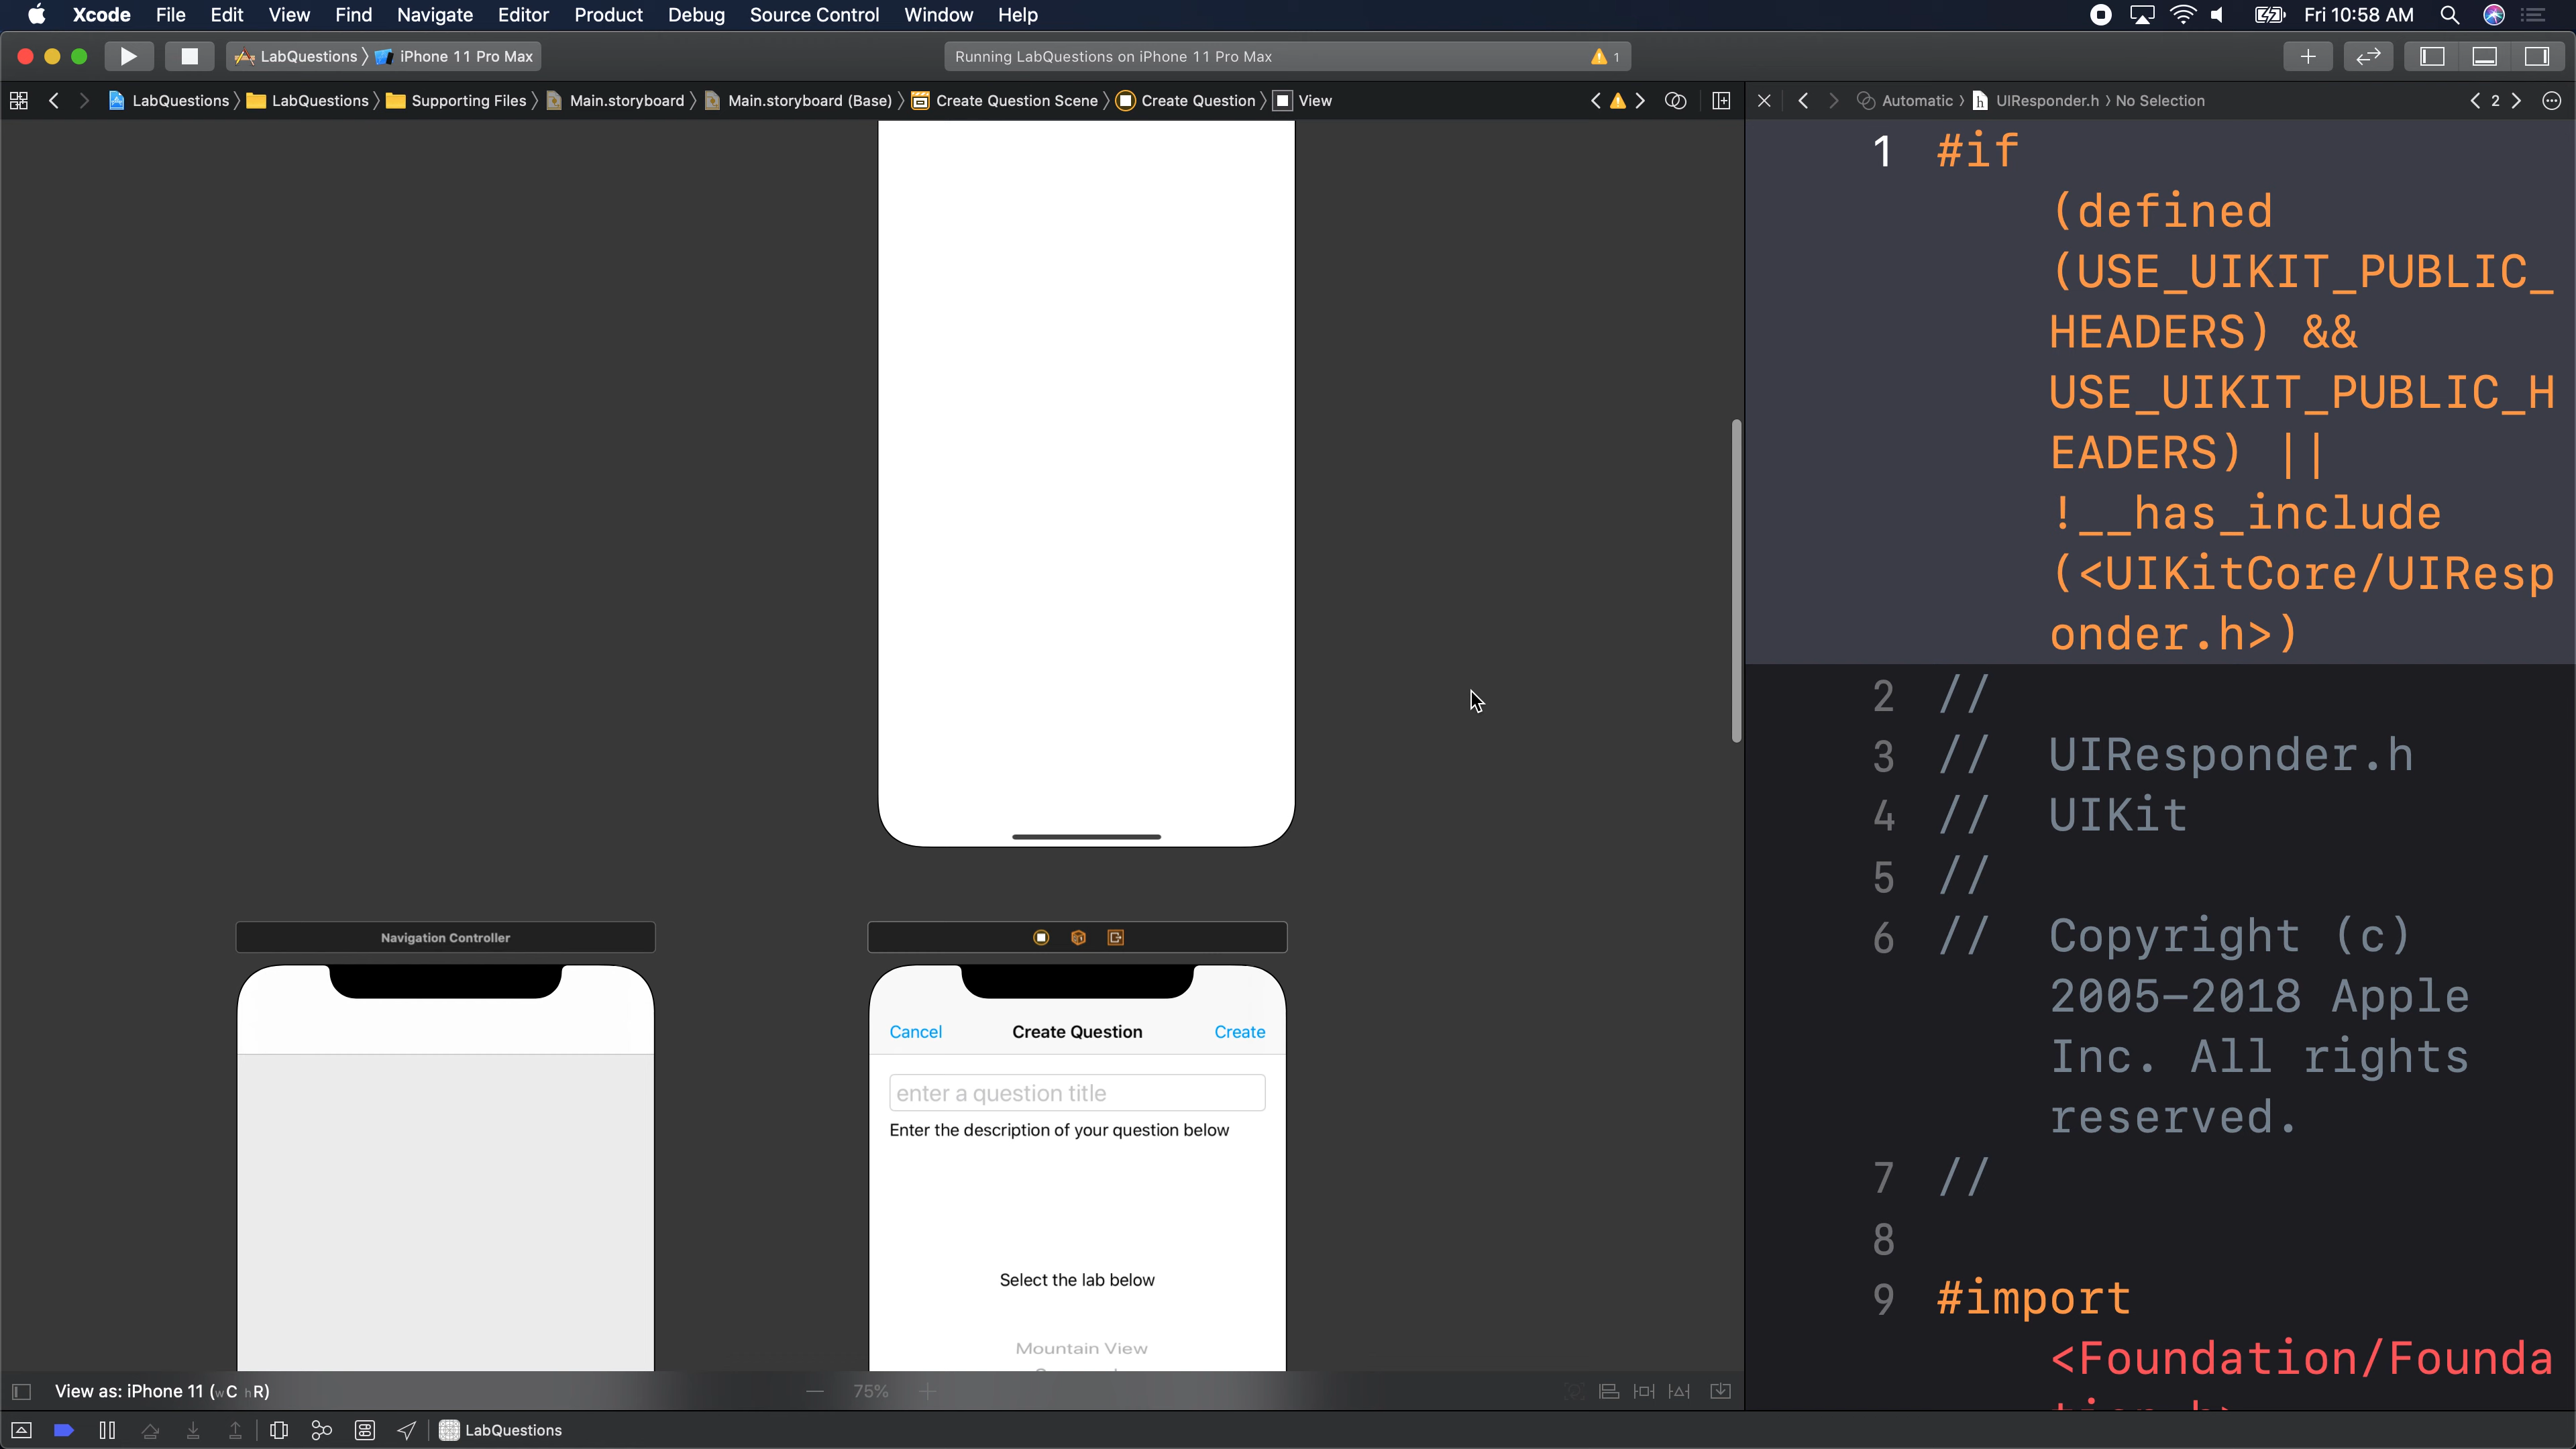 Xcode File Edit View Find Navigate Editor Product Debug Source Control Window Help Fri 10:58 AM
LabQuestions iPhone 11 Pro Max Running LabQuestions on iPhone 11 Pro Max 1
LabQuestions LabQuestions Supporting Files Main.storyboard Main.storyboard (Base) Create Question Scene Create Question View
Automatic UIResponder.h No Selection 2
1 #if
(defined
(USE_UIKIT_PUBLIC_
HEADERS) &&
USE_UIKIT_PUBLIC_H
EADERS) ||
!__has_include
(<UIKitCore/UIResp
onder.h>)
2 //
3 // UIResponder.h
4 // UIKit
5 //
6 // Copyright (c)
2005-2018 Apple
Inc. All rights
reserved.
7 //
8
9 #import
<Foundation/Founda
Navigation Controller
Cancel Create Question Create
enter a question title
Enter the description of your question below
Select the lab below
Mountain View
View as: iPhone 11 (wC hR) 75%
LabQuestions